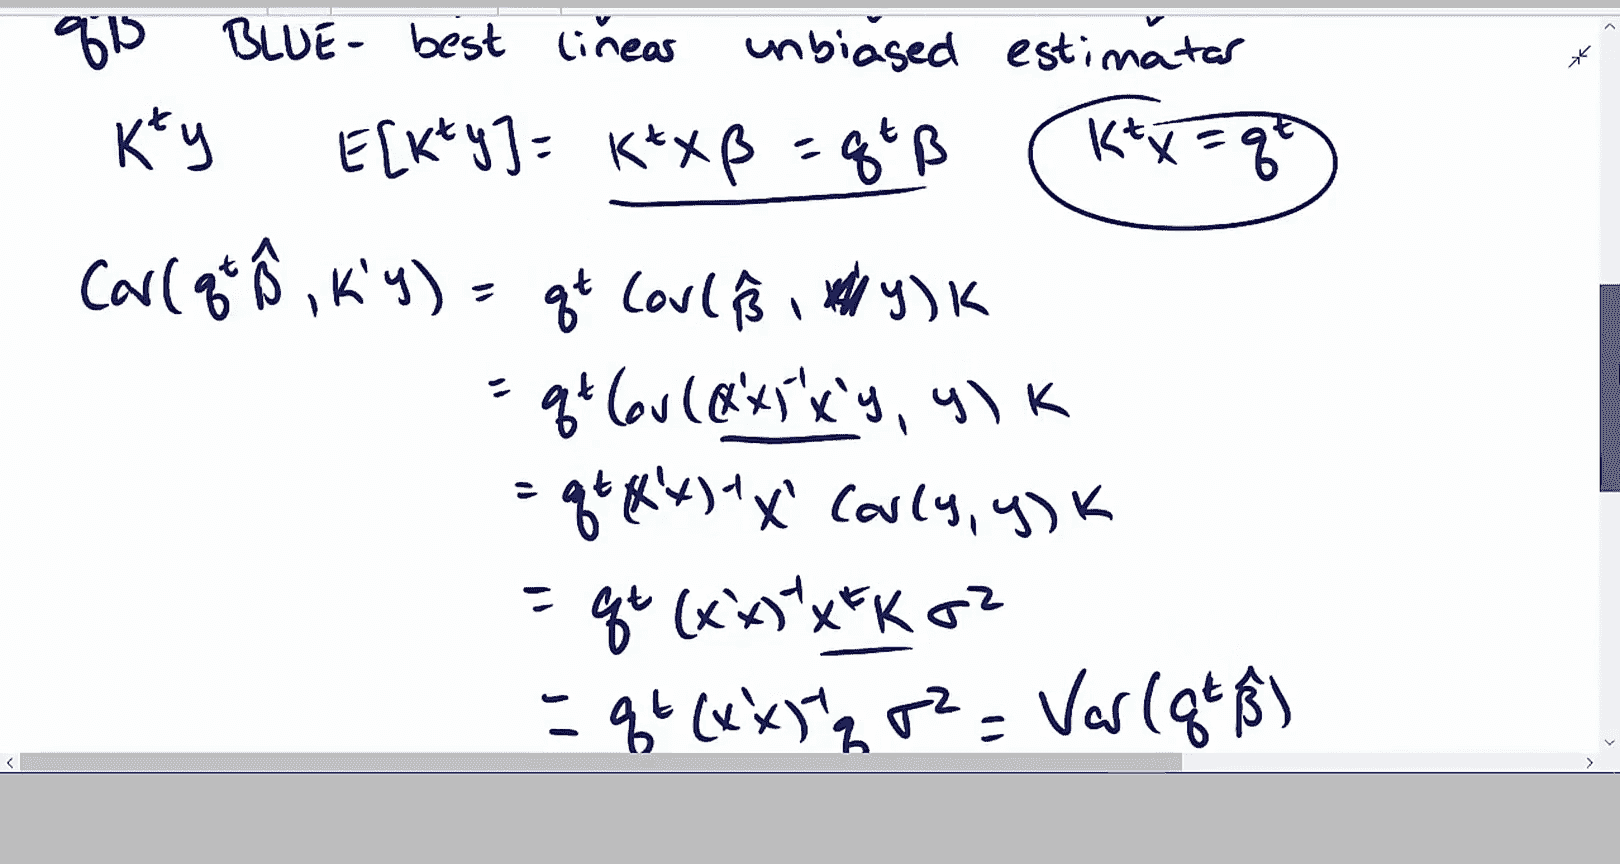 qβ BLUE - best linear unbiased estimator
Kᵗy E[Kᵗy] = KᵗXβ = qᵗβ Kᵗx = qᵗ
Cov(qᵗβ̂, K'y) = qᵗ Cov(β̂, y)K
= qᵗ Cov((x'x)⁻¹x'y, y) K
= qᵗ(x'x)⁻¹x' Cov(y, y)K
= qᵗ (x'x)⁻¹xᵗK σ²
= qᵗ (x'x)⁻¹q σ² = Var(qᵗβ̂)